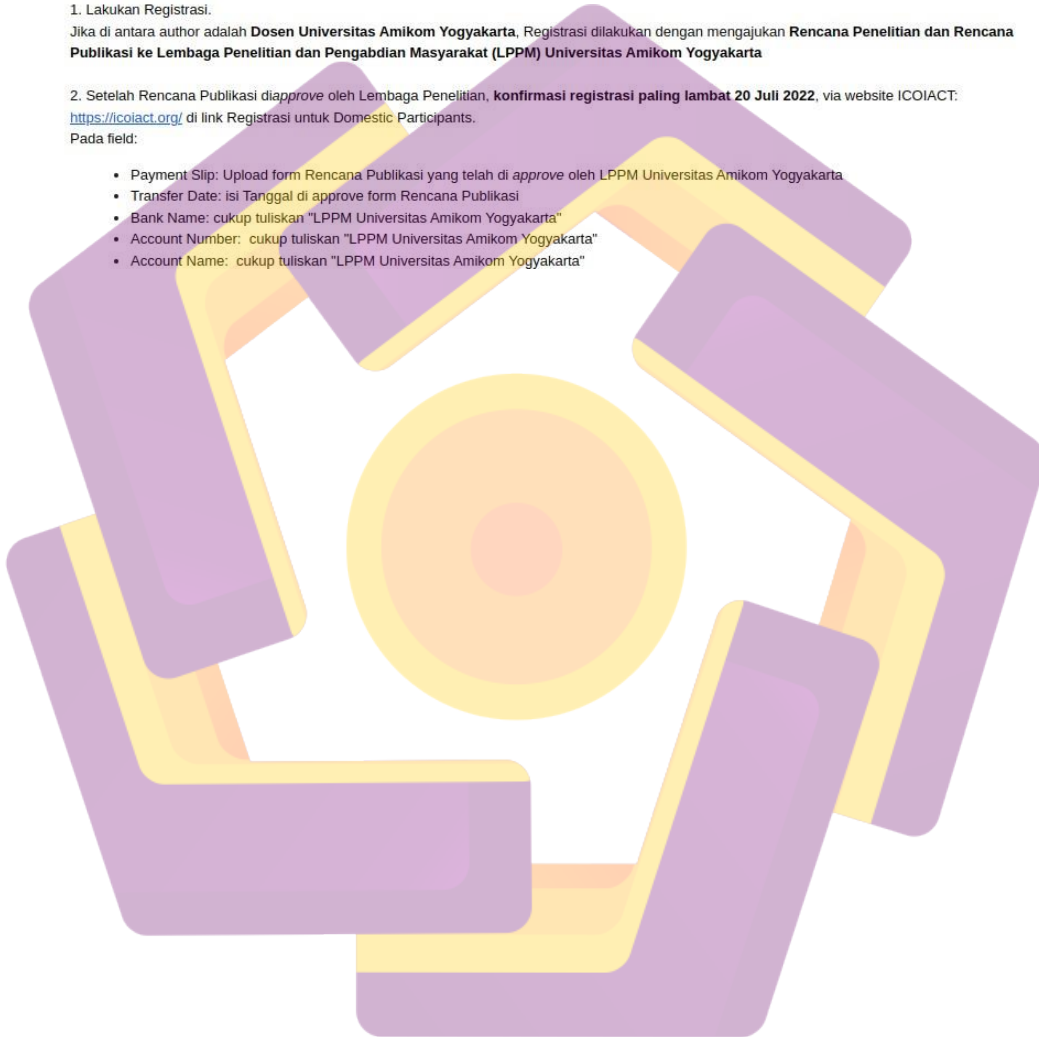 1. Lakukan Registrasi.
Jika di antara author adalah Dosen Universitas Amikom Yogyakarta, Registrasi dilakukan dengan mengajukan Rencana Penelitian dan Rencana
Publikasi ke Lembaga Penelitian dan Pengabdian Masyarakat (LPPM) Universitas Amikom Yogyakarta
2. Setelah Rencana Publikasi diapprove oleh Lembaga Penelitian, konfirmasi registrasi paling lambat 20 Juli 2022, via website ICOIACT:
https://icoiact.org/ di link Registrasi untuk Domestic Participants.
Pada field:
• Payment Slip: Upload form Rencana Publikasi yang telah di approve oleh LPPM Universitas Amikom Yogyakarta
• Transfer Date: isi Tanggal di approve form Rencana Publikasi
• Bank Name: cukup tuliskan "LPPM Universitas Amikom Yogyakarta"
• Account Number:  cukup tuliskan "LPPM Universitas Amikom Yogyakarta"
• Account Name:  cukup tuliskan "LPPM Universitas Amikom Yogyakarta"